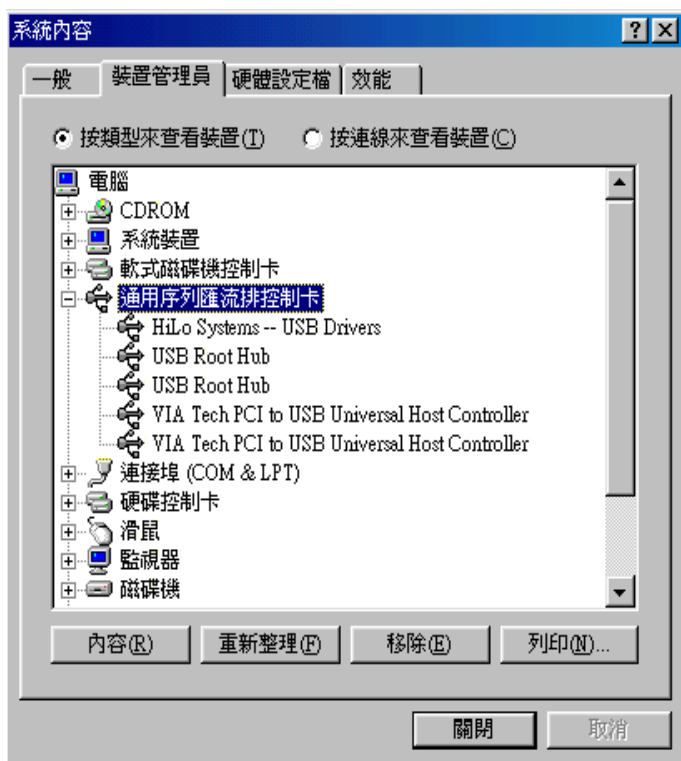 系統內容
一般 裝置管理員 硬體設定檔 效能
按類型來查看裝置(T) 按連線來查看裝置(C)
電腦
CDROM
系統裝置
軟式磁碟機控制卡
通用序列匯流排控制卡
HiLo Systems -- USB Drivers
USB Root Hub
USB Root Hub
VIA Tech PCI to USB Universal Host Controller
VIA Tech PCI to USB Universal Host Controller
連接埠 (COM & LPT)
硬碟控制卡
滑鼠
監視器
磁碟機
內容(R) 重新整理(F) 移除(E) 列印(N)...
關閉 取消